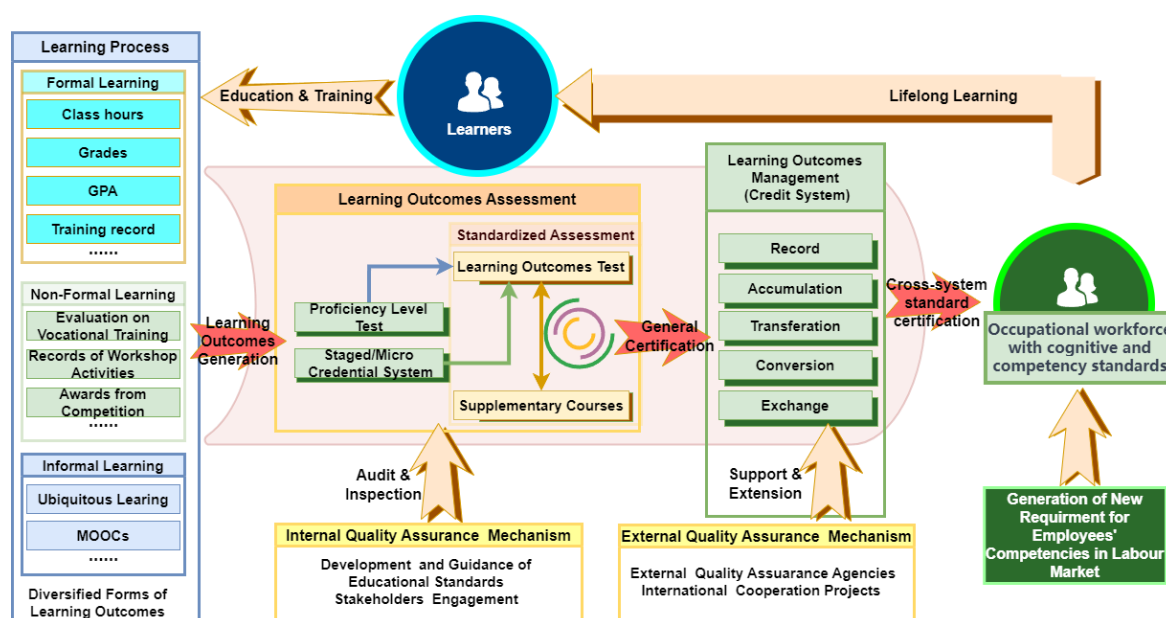 Learning Process
Formal Learning
Class hours
Grades
GPA
Training record
......
Non-Formal Learning
Evaluation on
Vocational Training
Records of Workshop
Activities
Awards from
Competition
......
Informal Learning
Ubiquitous Learing
MOOCs
......
Diversified Forms of
Learning Outcomes
Education & Training
Learners
Lifelong Learning
Learning
Outcomes
Generation
Learning Outcomes Assessment
Standardized Assessment
Learning Outcomes Test
Proficiency Level
Test
Staged/Micro
Credential System
Supplementary Courses
General
Certification
Learning Outcomes
Management
(Credit System)
Record
Accumulation
Transferation
Conversion
Exchange
Cross-system
standard
certification
Occupational workforce
with cognitive and
competency standards
Audit &
Inspection
Support &
Extension
Internal Quality Assurance Mechanism
Development and Guidance of
Educational Standards
Stakeholders Engagement
External Quality Assurance Mechanism
External Quality Assuarance Agencies
International Cooperation Projects
Generation of New
Requirment for
Employees'
Competencies in Labour
Market